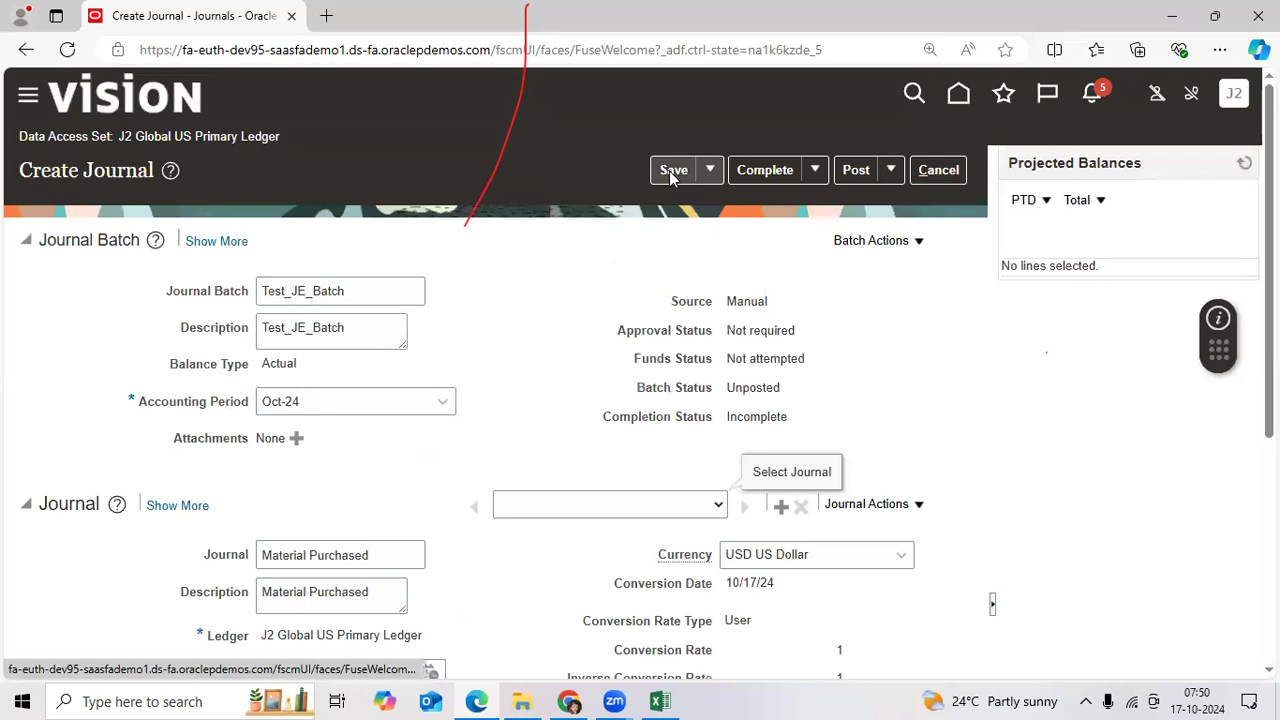 Create Journal - Journals - Oracle
https://fa-euth-dev95-saasfademo1.ds-fa.oraclepdemos.com/fscmUI/faces/FuseWelcome?_adf.ctrl-state=na1k6kzde_5
vision
5
J2
Data Access Set: J2 Global US Primary Ledger
Create Journal ?
Save Complete Post Cancel
Projected Balances
PTD Total
No lines selected.
Journal Batch ? Show More
Batch Actions
Journal Batch Test_JE_Batch
Description Test_JE_Batch
Balance Type Actual
* Accounting Period Oct-24
Attachments None
Source Manual
Approval Status Not required
Funds Status Not attempted
Batch Status Unposted
Completion Status Incomplete
Select Journal
Journal ? Show More
Journal Actions
Journal Material Purchased
Description Material Purchased
* Ledger J2 Global US Primary Ledger
Currency USD US Dollar
Conversion Date 10/17/24
Conversion Rate Type User
Conversion Rate 1
Inverse Conversion Rate 1
fa-euth-dev95-saasfademo1.ds-fa.oraclepdemos.com/fscmUI/faces/FuseWelcom...
Type here to search
24°C Partly sunny
07:50
17-10-2024